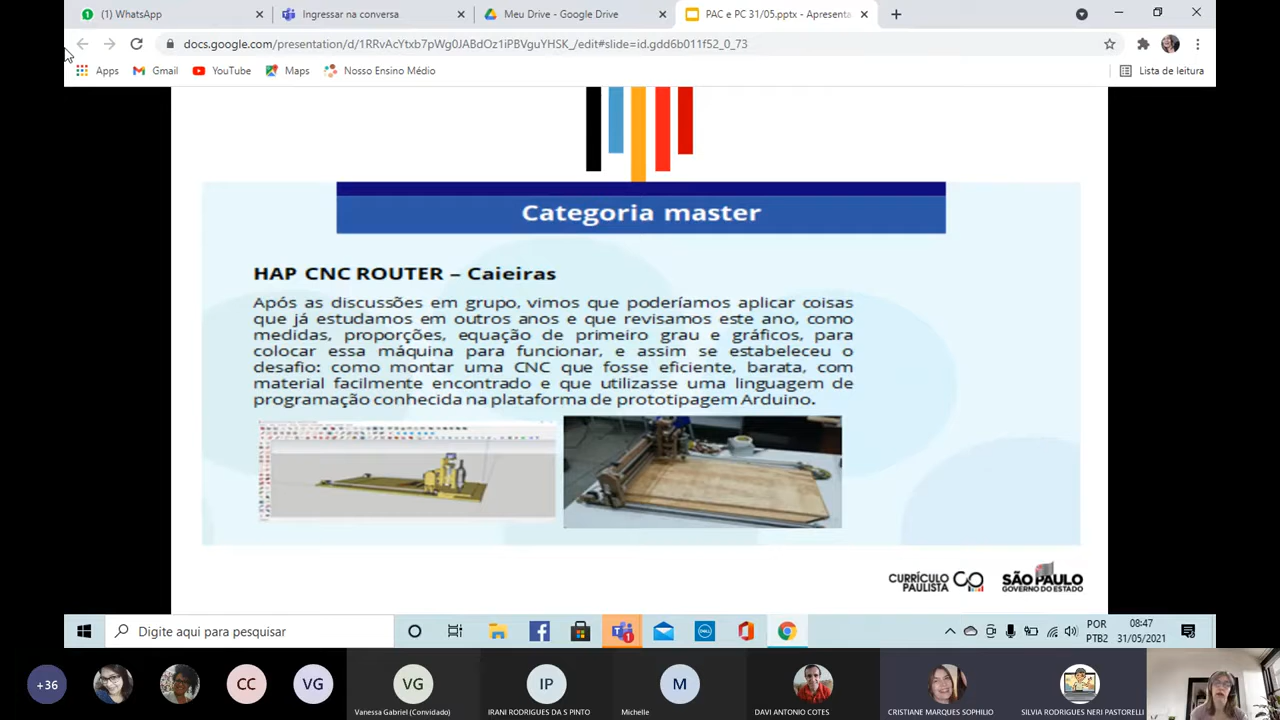 (1) WhatsApp
Ingressar na conversa
Meu Drive - Google Drive
PAC e PC 31/05.pptx - Apresenta
docs.google.com/presentation/d/1RRvAcYtxb7pWg0JABdOz1iPBVguYHSK_/edit#slide=id.gdd6b011f52_0_73
Apps
Gmail
YouTube
Maps
Nosso Ensino Médio
Lista de leitura
Categoria master
HAP CNC ROUTER – Caieiras
Após as discussões em grupo, vimos que poderíamos aplicar coisas
que já estudamos em outros anos e que revisamos este ano, como
medidas, proporções, equação de primeiro grau e gráficos, para
colocar essa máquina para funcionar, e assim se estabeleceu o
desafio: como montar uma CNC que fosse eficiente, barata, com
material facilmente encontrado e que utilizasse uma linguagem de
programação conhecida na plataforma de prototipagem Arduino.
CURRÍCULO
PAULISTA
SÃO PAULO
GOVERNO DO ESTADO
Digite aqui para pesquisar
POR
PTB2
08:47
31/05/2021
+36
CC
VG
VG
Vanessa Gabriel (Convidado)
IP
IRANI RODRIGUES DA S PINTO
M
Michelle
DAVI ANTONIO COTES
CRISTIANE MARQUES SOPHILIO
SILVIA RODRIGUES NERI PASTORELLI